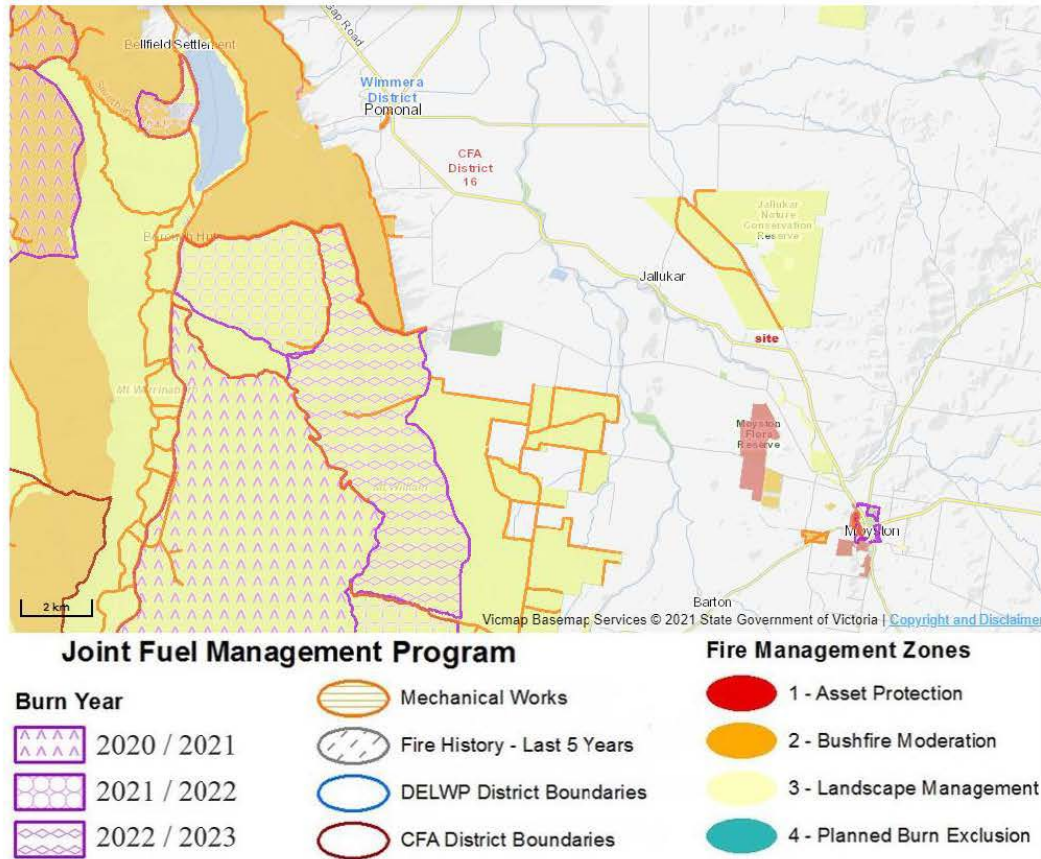 Bellfield Settlement
Gap Road
Wimmera
District
Pomonal
CFA
District
16
Jallukar
Nature
Conservation
Reserve
Jallukar
site
Moyston
Flora
Reserve
Moyston
Barton
2 km
Vicmap Basemap Services © 2021 State Government of Victoria | Copyright and Disclaimer
Joint Fuel Management Program
Burn Year
2020 / 2021
2021 / 2022
2022 / 2023
Mechanical Works
Fire History - Last 5 Years
DELWP District Boundaries
CFA District Boundaries
Fire Management Zones
1 - Asset Protection
2 - Bushfire Moderation
3 - Landscape Management
4 - Planned Burn Exclusion